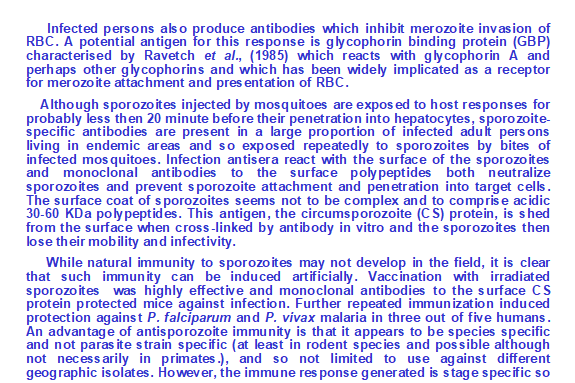 Infected persons also produce antibodies which inhibit merozoite invasion of
RBC. A potential antigen for this response is glycophorin binding protein (GBP)
characterised by Ravetch et al., (1985) which reacts with glycophorin A and
perhaps other glycophorins and which has been widely implicated as a receptor
for merozoite attachment and presentation of RBC.
Although sporozoites injected by mosquitoes are exposed to host responses for
probably less then 20 minute before their penetration into hepatocytes, sporozoite-
specific antibodies are present in a large proportion of infected adult persons
living in endemic areas and so exposed repeatedly to sporozoites by bites of
infected mosquitoes. Infection antisera react with the surface of the sporozoites
and monoclonal antibodies to the surface polypeptides both neutralize
sporozoites and prevent sporozoite attachment and penetration into target cells.
The surface coat of sporozoites seems not to be complex and to comprise acidic
30-60 KDa polypeptides. This antigen, the circumsporozoite (CS) protein, is shed
from the surface when cross-linked by antibody in vitro and the sporozoites then
lose their mobility and infectivity.
While natural immunity to sporozoites may not develop in the field, it is clear
that such immunity can be induced artificially. Vaccination with irradiated
sporozoites was highly effective and monoclonal antibodies to the surface CS
protein protected mice against infection. Further repeated immunization induced
protection against P. falciparum and P. vivax malaria in three out of five humans.
An advantage of antisporozoite immunity is that it appears to be species specific
and not parasite strain specific (at least in rodent species and possible although
not necessarily in primates.), and so not limited to use against different
geographic isolates. However, the immune response generated is stage specific so